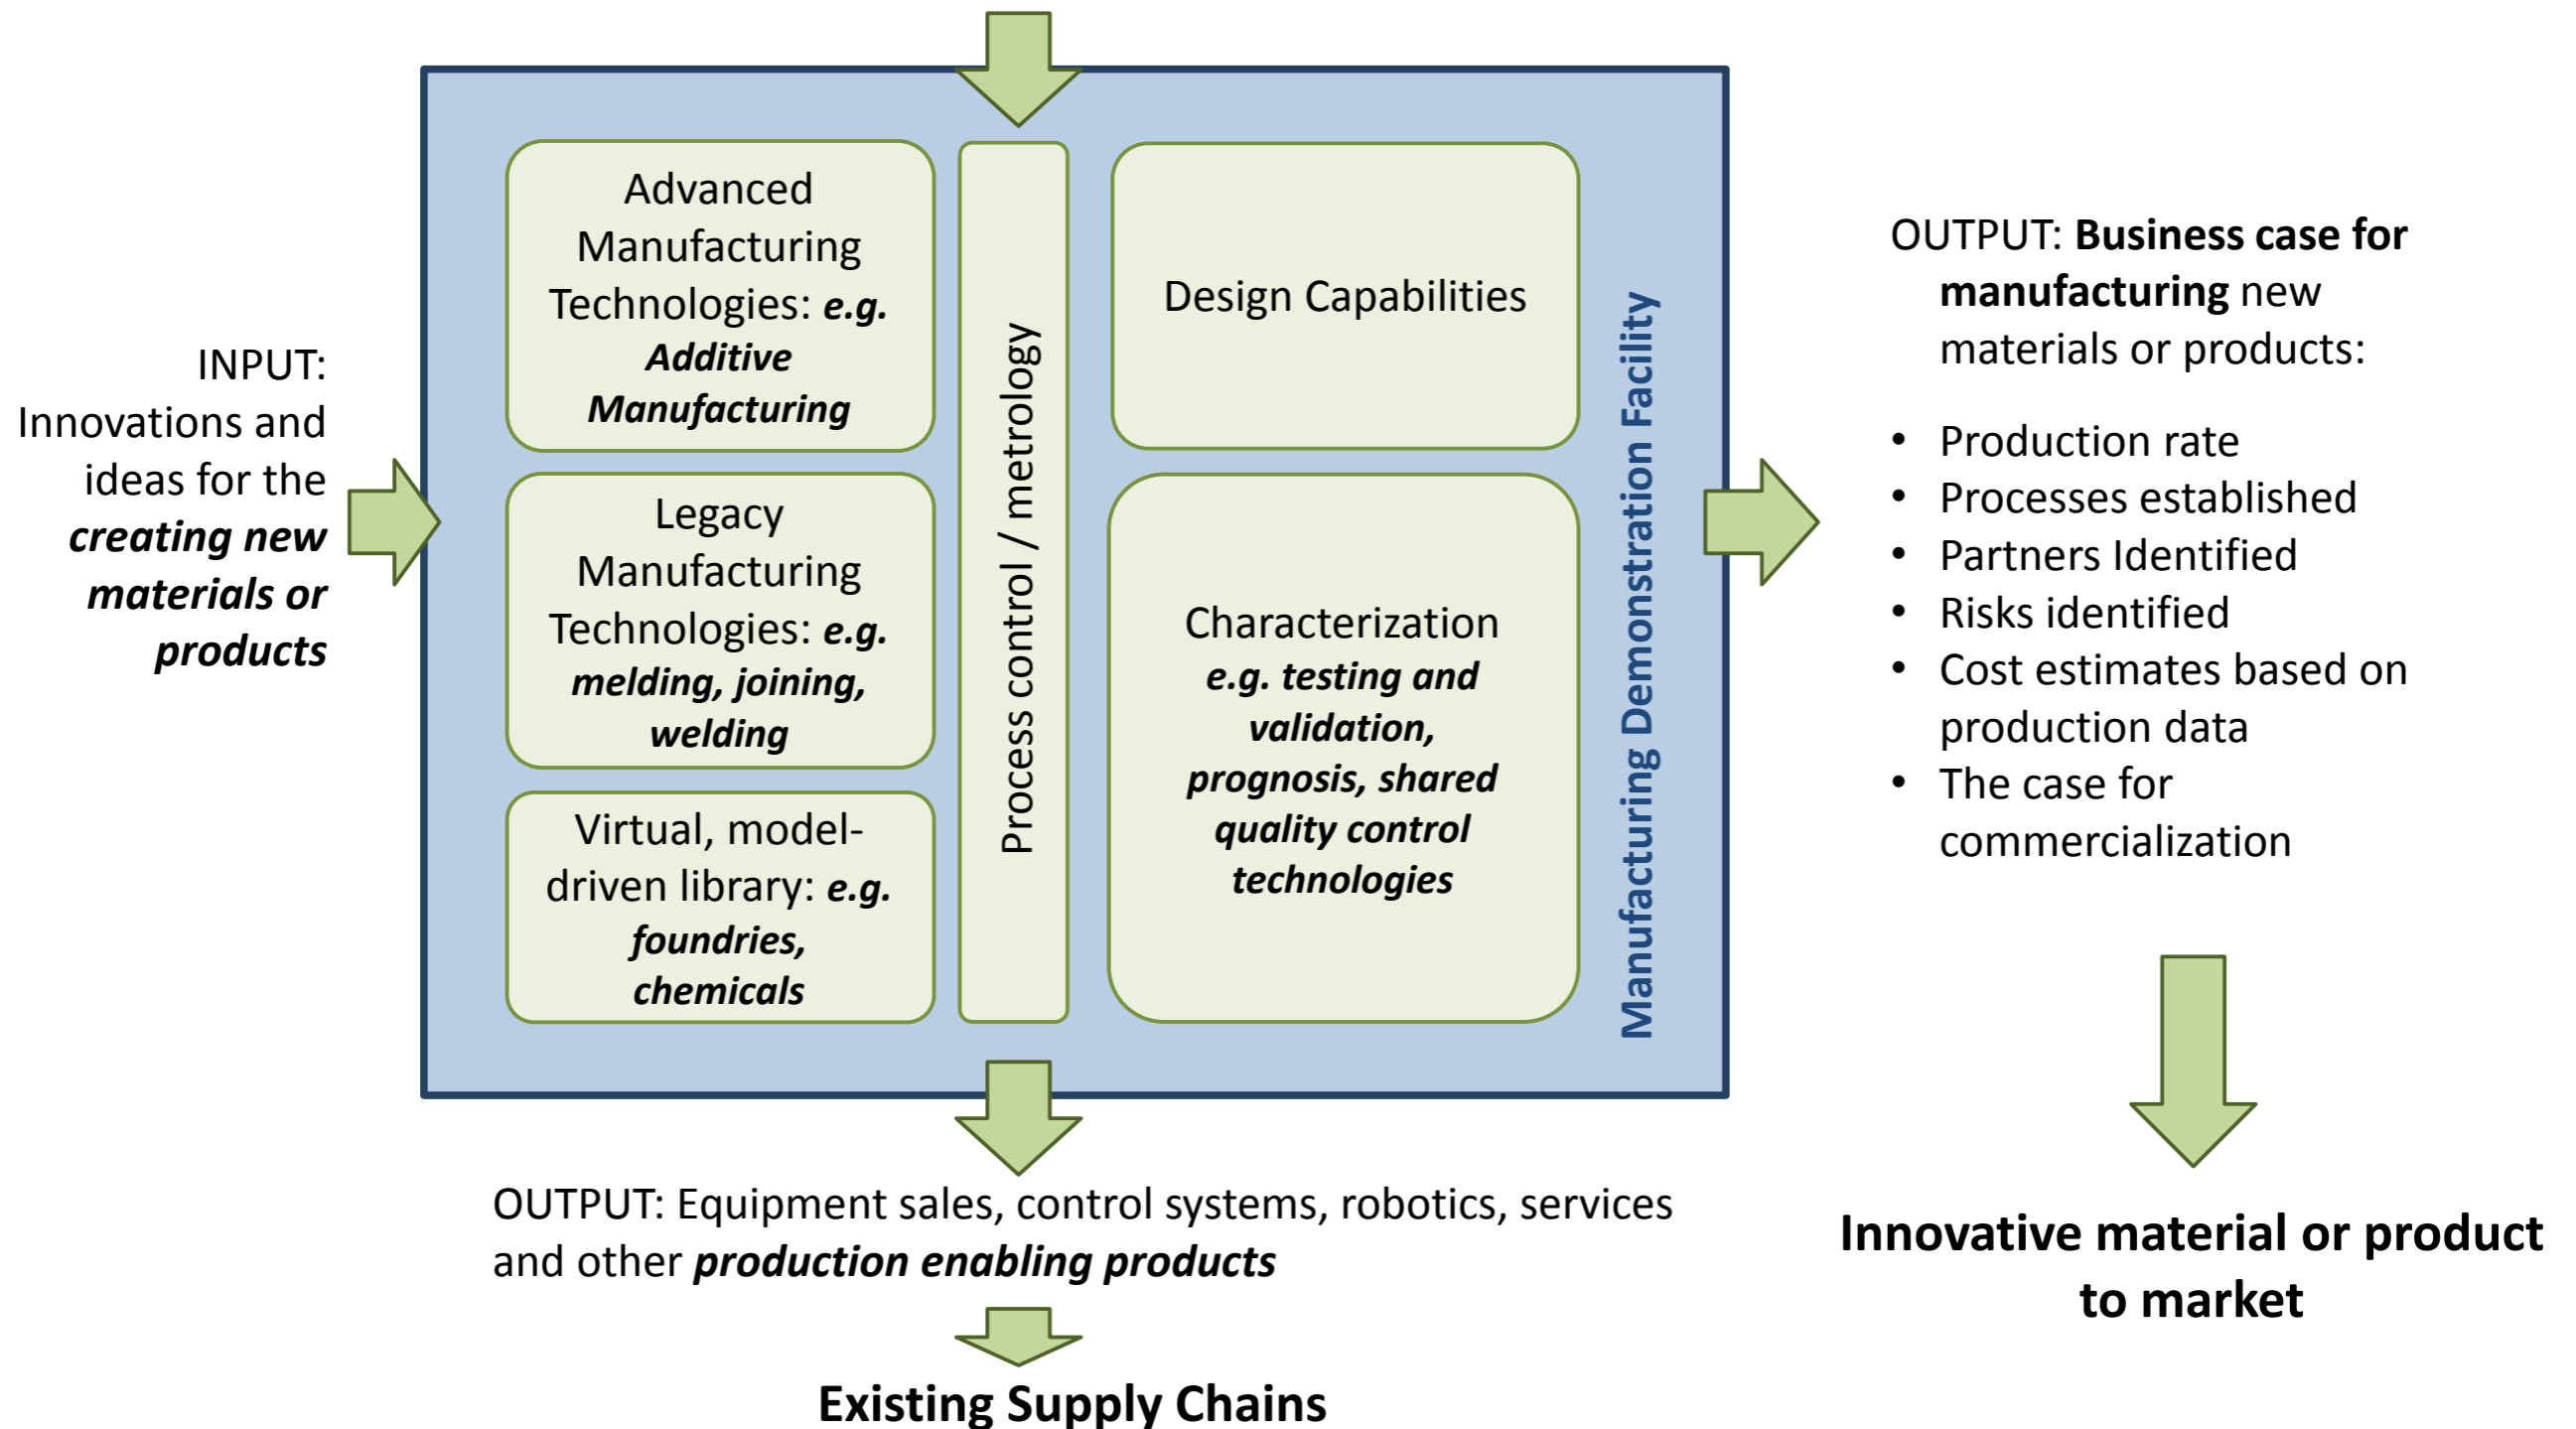 INPUT:
Innovations and
ideas for the
creating new
materials or
products
Advanced
Manufacturing
Technologies: e.g.
Additive
Manufacturing
Legacy
Manufacturing
Technologies: e.g.
melding, joining,
welding
Virtual, model-
driven library: e.g.
foundries,
chemicals
Process control / metrology
Design Capabilities
Characterization
e.g. testing and
validation,
prognosis, shared
quality control
technologies
Manufacturing Demonstration Facility
OUTPUT: Business case for
manufacturing new
materials or products:
• Production rate
• Processes established
• Partners Identified
• Risks identified
• Cost estimates based on
production data
• The case for
commercialization
Innovative material or product
to market
OUTPUT: Equipment sales, control systems, robotics, services
and other production enabling products
Existing Supply Chains